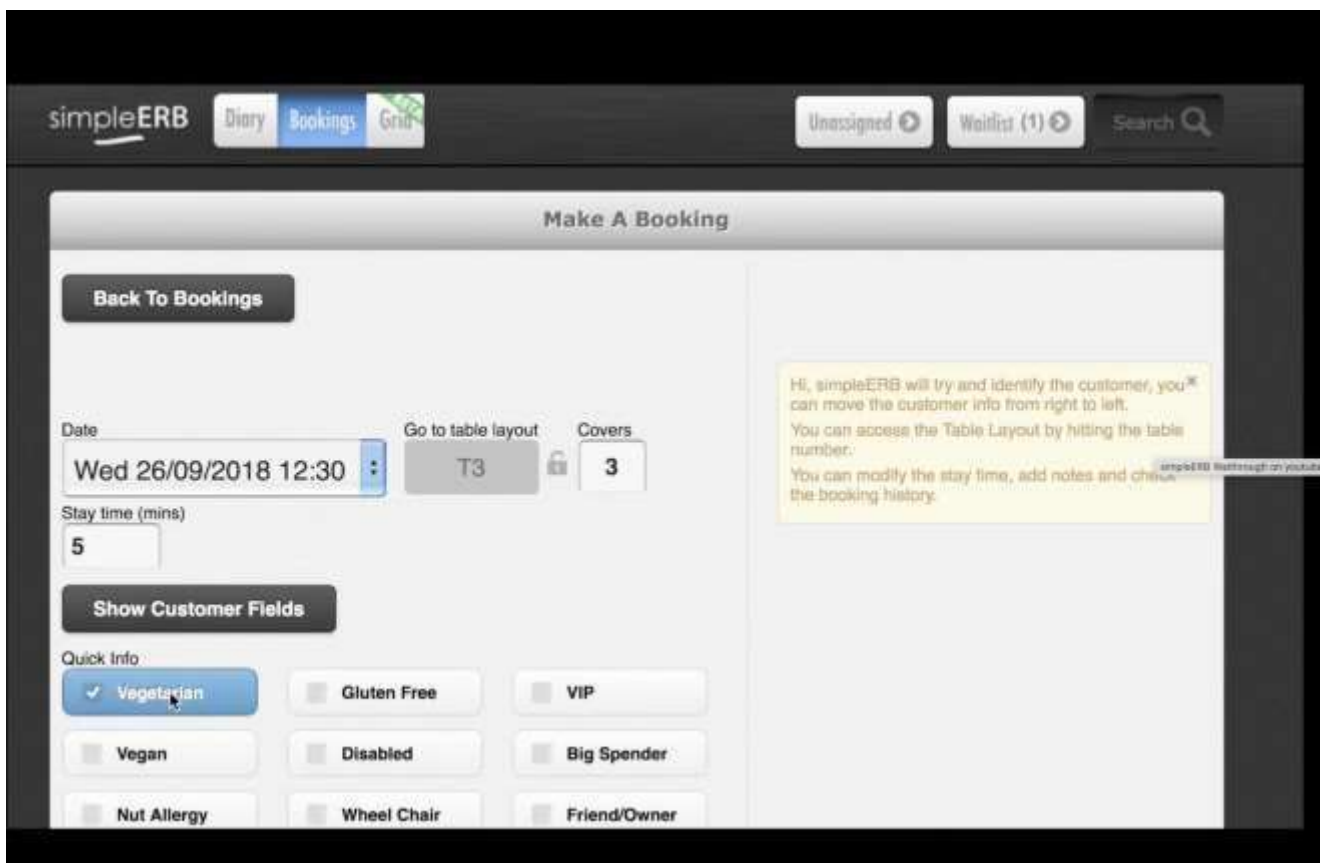 simpleERB
Diary
Bookings
Grid
Unassigned
Waitlist (1)
Search
Make A Booking
Back To Bookings
Hi, simpleERB will try and identify the customer, you
can move the customer info from right to left.
You can access the Table Layout by hitting the table
number.
You can modify the stay time, add notes and check
the booking history.
Date
Go to table layout
Covers
Wed 26/09/2018 12:30
T3
3
Stay time (mins)
5
Show Customer Fields
Quick Info
Vegetarian
Gluten Free
VIP
Vegan
Disabled
Big Spender
Nut Allergy
Wheel Chair
Friend/Owner